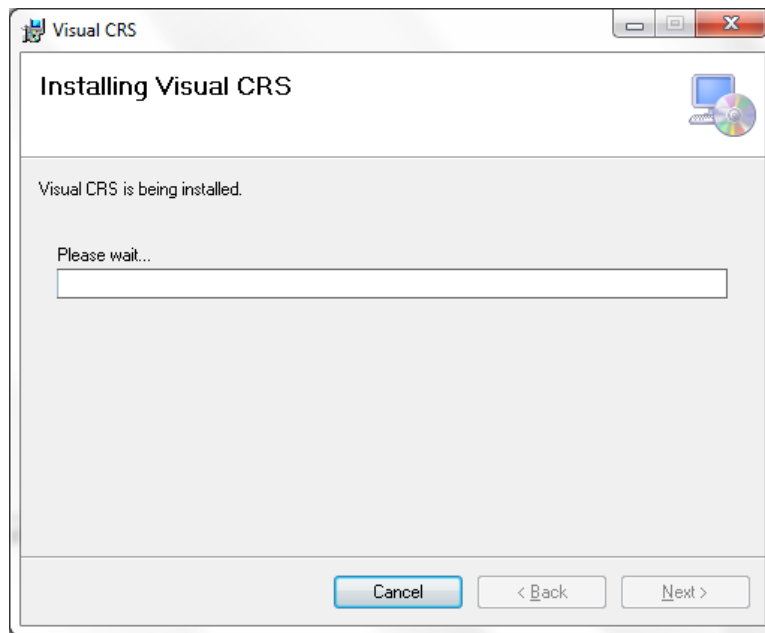 Visual CRS
Installing Visual CRS
Visual CRS is being installed.
Please wait...
Cancel
< Back
Next >